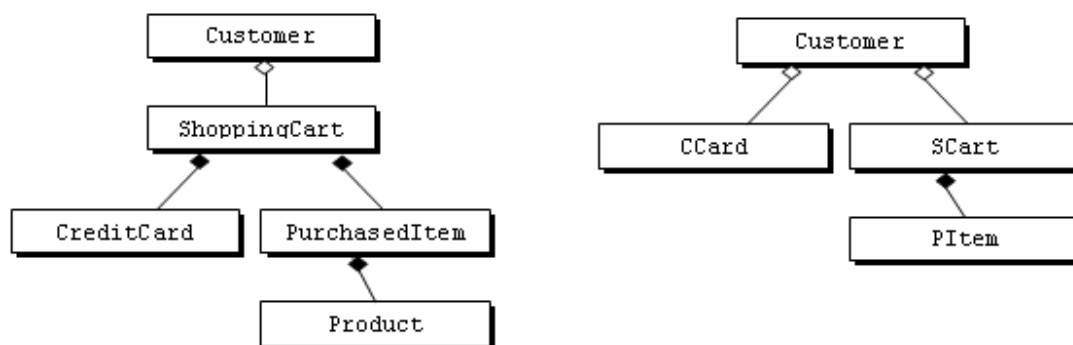 Customer
ShoppingCart
CreditCard
PurchasedItem
Product
Customer
CCard
SCart
PItem